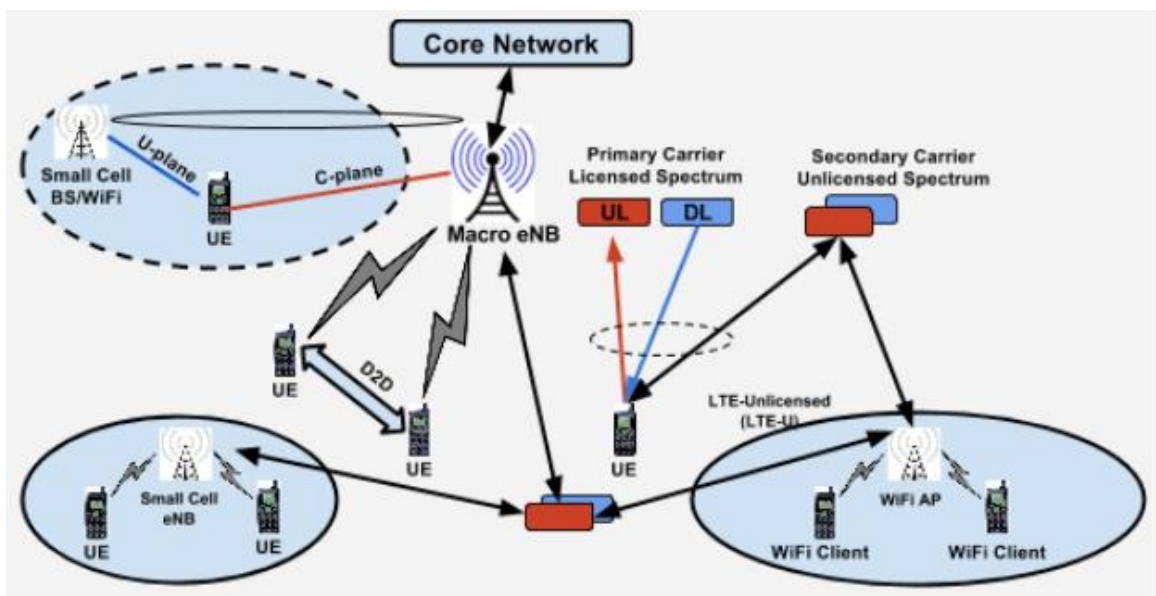 Core Network
U-plane
Small Cell
BS/WiFi
UE
C-plane
Macro eNB
Primary Carrier
Licensed Spectrum
UL
DL
Secondary Carrier
Unlicensed Spectrum
UE
D2D
UE
UE
LTE-Unlicensed
(LTE-U)
Small Cell
eNB
UE
UE
WiFi AP
WiFi Client
WiFi Client